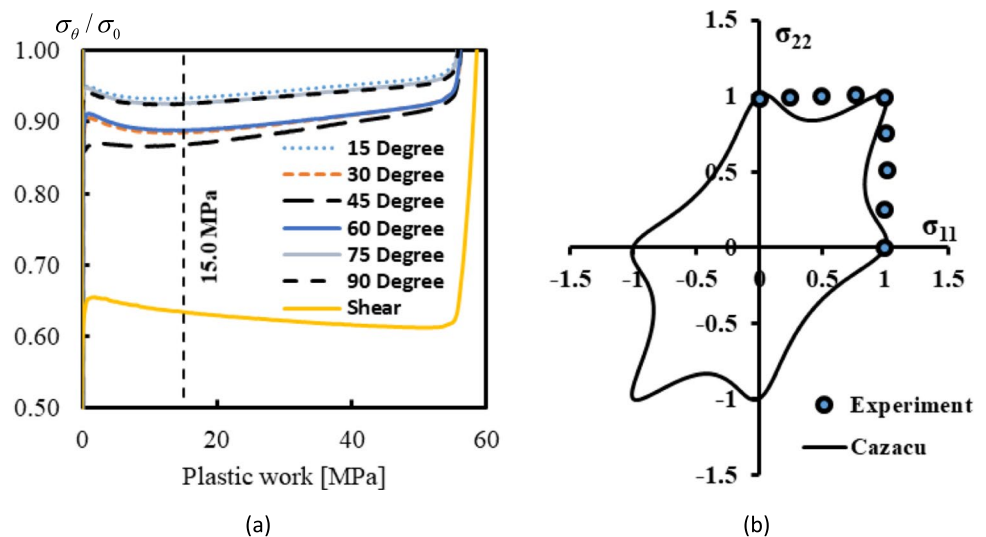 σθ / σ0
1.00
0.90
0.80
0.70
0.60
0.50
0
20
40
60
Plastic work [MPa]
15.0 MPa
15 Degree
30 Degree
45 Degree
60 Degree
75 Degree
90 Degree
Shear
(a)
1.5
σ22
1
0.5
σ11
0
-1.5
-1
-0.5
0
0.5
1
1.5
-0.5
-1
-1.5
Experiment
Cazacu
(b)